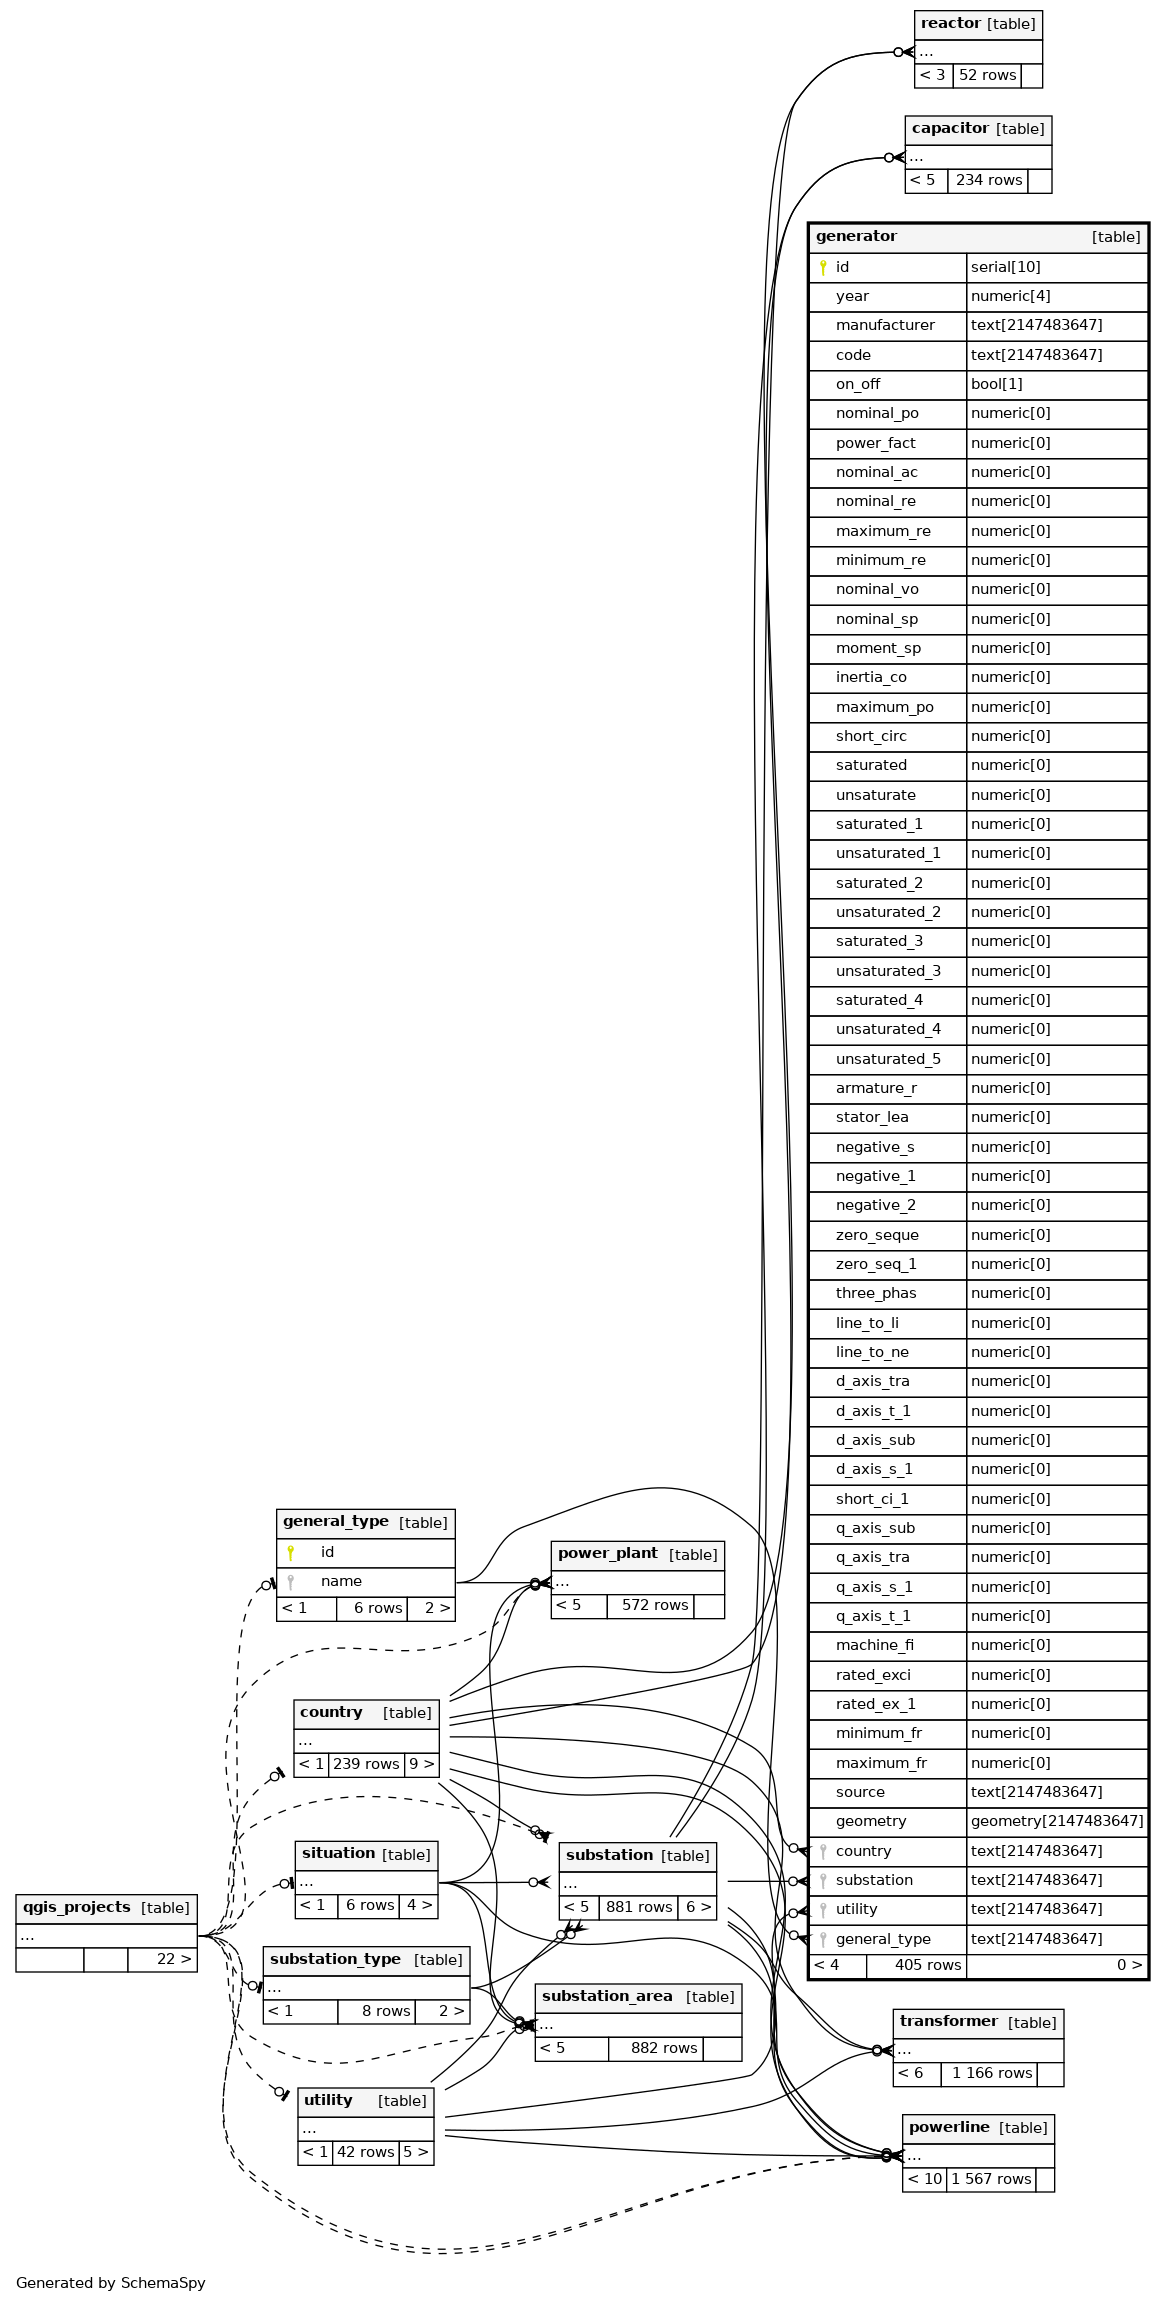 reactor [table]
...
< 3 52 rows
capacitor [table]
...
< 5 234 rows
generator [table]
id serial[10]
year numeric[4]
manufacturer text[2147483647]
code text[2147483647]
on_off bool[1]
nominal_po numeric[0]
power_fact numeric[0]
nominal_ac numeric[0]
nominal_re numeric[0]
maximum_re numeric[0]
minimum_re numeric[0]
nominal_vo numeric[0]
nominal_sp numeric[0]
moment_sp numeric[0]
inertia_co numeric[0]
maximum_po numeric[0]
short_circ numeric[0]
saturated numeric[0]
unsaturate numeric[0]
saturated_1 numeric[0]
unsaturated_1 numeric[0]
saturated_2 numeric[0]
unsaturated_2 numeric[0]
saturated_3 numeric[0]
unsaturated_3 numeric[0]
saturated_4 numeric[0]
unsaturated_4 numeric[0]
unsaturated_5 numeric[0]
armature_r numeric[0]
stator_lea numeric[0]
negative_s numeric[0]
negative_1 numeric[0]
negative_2 numeric[0]
zero_seque numeric[0]
zero_seq_1 numeric[0]
three_phas numeric[0]
line_to_li numeric[0]
line_to_ne numeric[0]
d_axis_tra numeric[0]
d_axis_t_1 numeric[0]
d_axis_sub numeric[0]
d_axis_s_1 numeric[0]
short_ci_1 numeric[0]
q_axis_sub numeric[0]
q_axis_tra numeric[0]
q_axis_s_1 numeric[0]
q_axis_t_1 numeric[0]
machine_fi numeric[0]
rated_exci numeric[0]
rated_ex_1 numeric[0]
minimum_fr numeric[0]
maximum_fr numeric[0]
source text[2147483647]
geometry geometry[2147483647]
country text[2147483647]
substation text[2147483647]
utility text[2147483647]
general_type text[2147483647]
< 4 405 rows 0 >
general_type [table]
id
name
< 1 6 rows 2 >
power_plant [table]
...
< 5 572 rows
country [table]
...
< 1 239 rows 9 >
situation [table]
...
< 1 6 rows 4 >
substation [table]
...
< 5 881 rows 6 >
qgis_projects [table]
...
22 >
substation_type [table]
...
< 1 8 rows 2 >
substation_area [table]
...
< 5 882 rows
transformer [table]
...
< 6 1 166 rows
utility [table]
...
< 1 42 rows 5 >
powerline [table]
...
< 10 1 567 rows
Generated by SchemaSpy